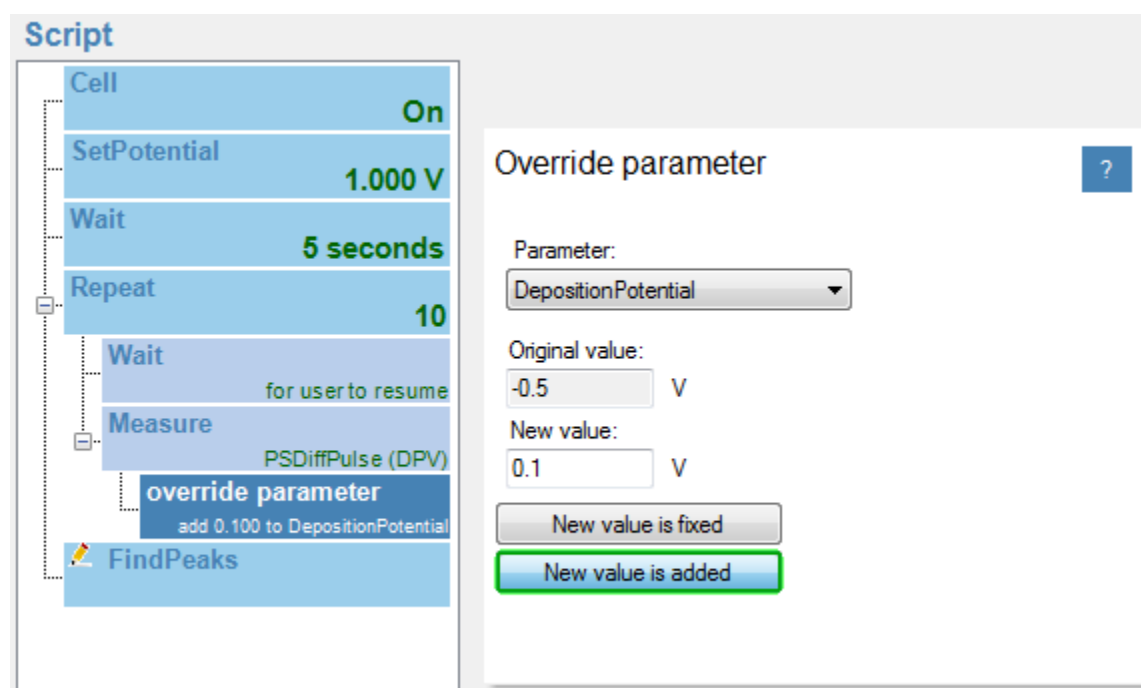 Script
Cell
On
SetPotential
1.000 V
Wait
5 seconds
Repeat
10
Wait
for user to resume
Measure
PSDiffPulse (DPV)
override parameter
add 0.100 to DepositionPotential
FindPeaks
Override parameter
?
Parameter:
DepositionPotential
Original value:
-0.5 V
New value:
0.1 V
New value is fixed
New value is added